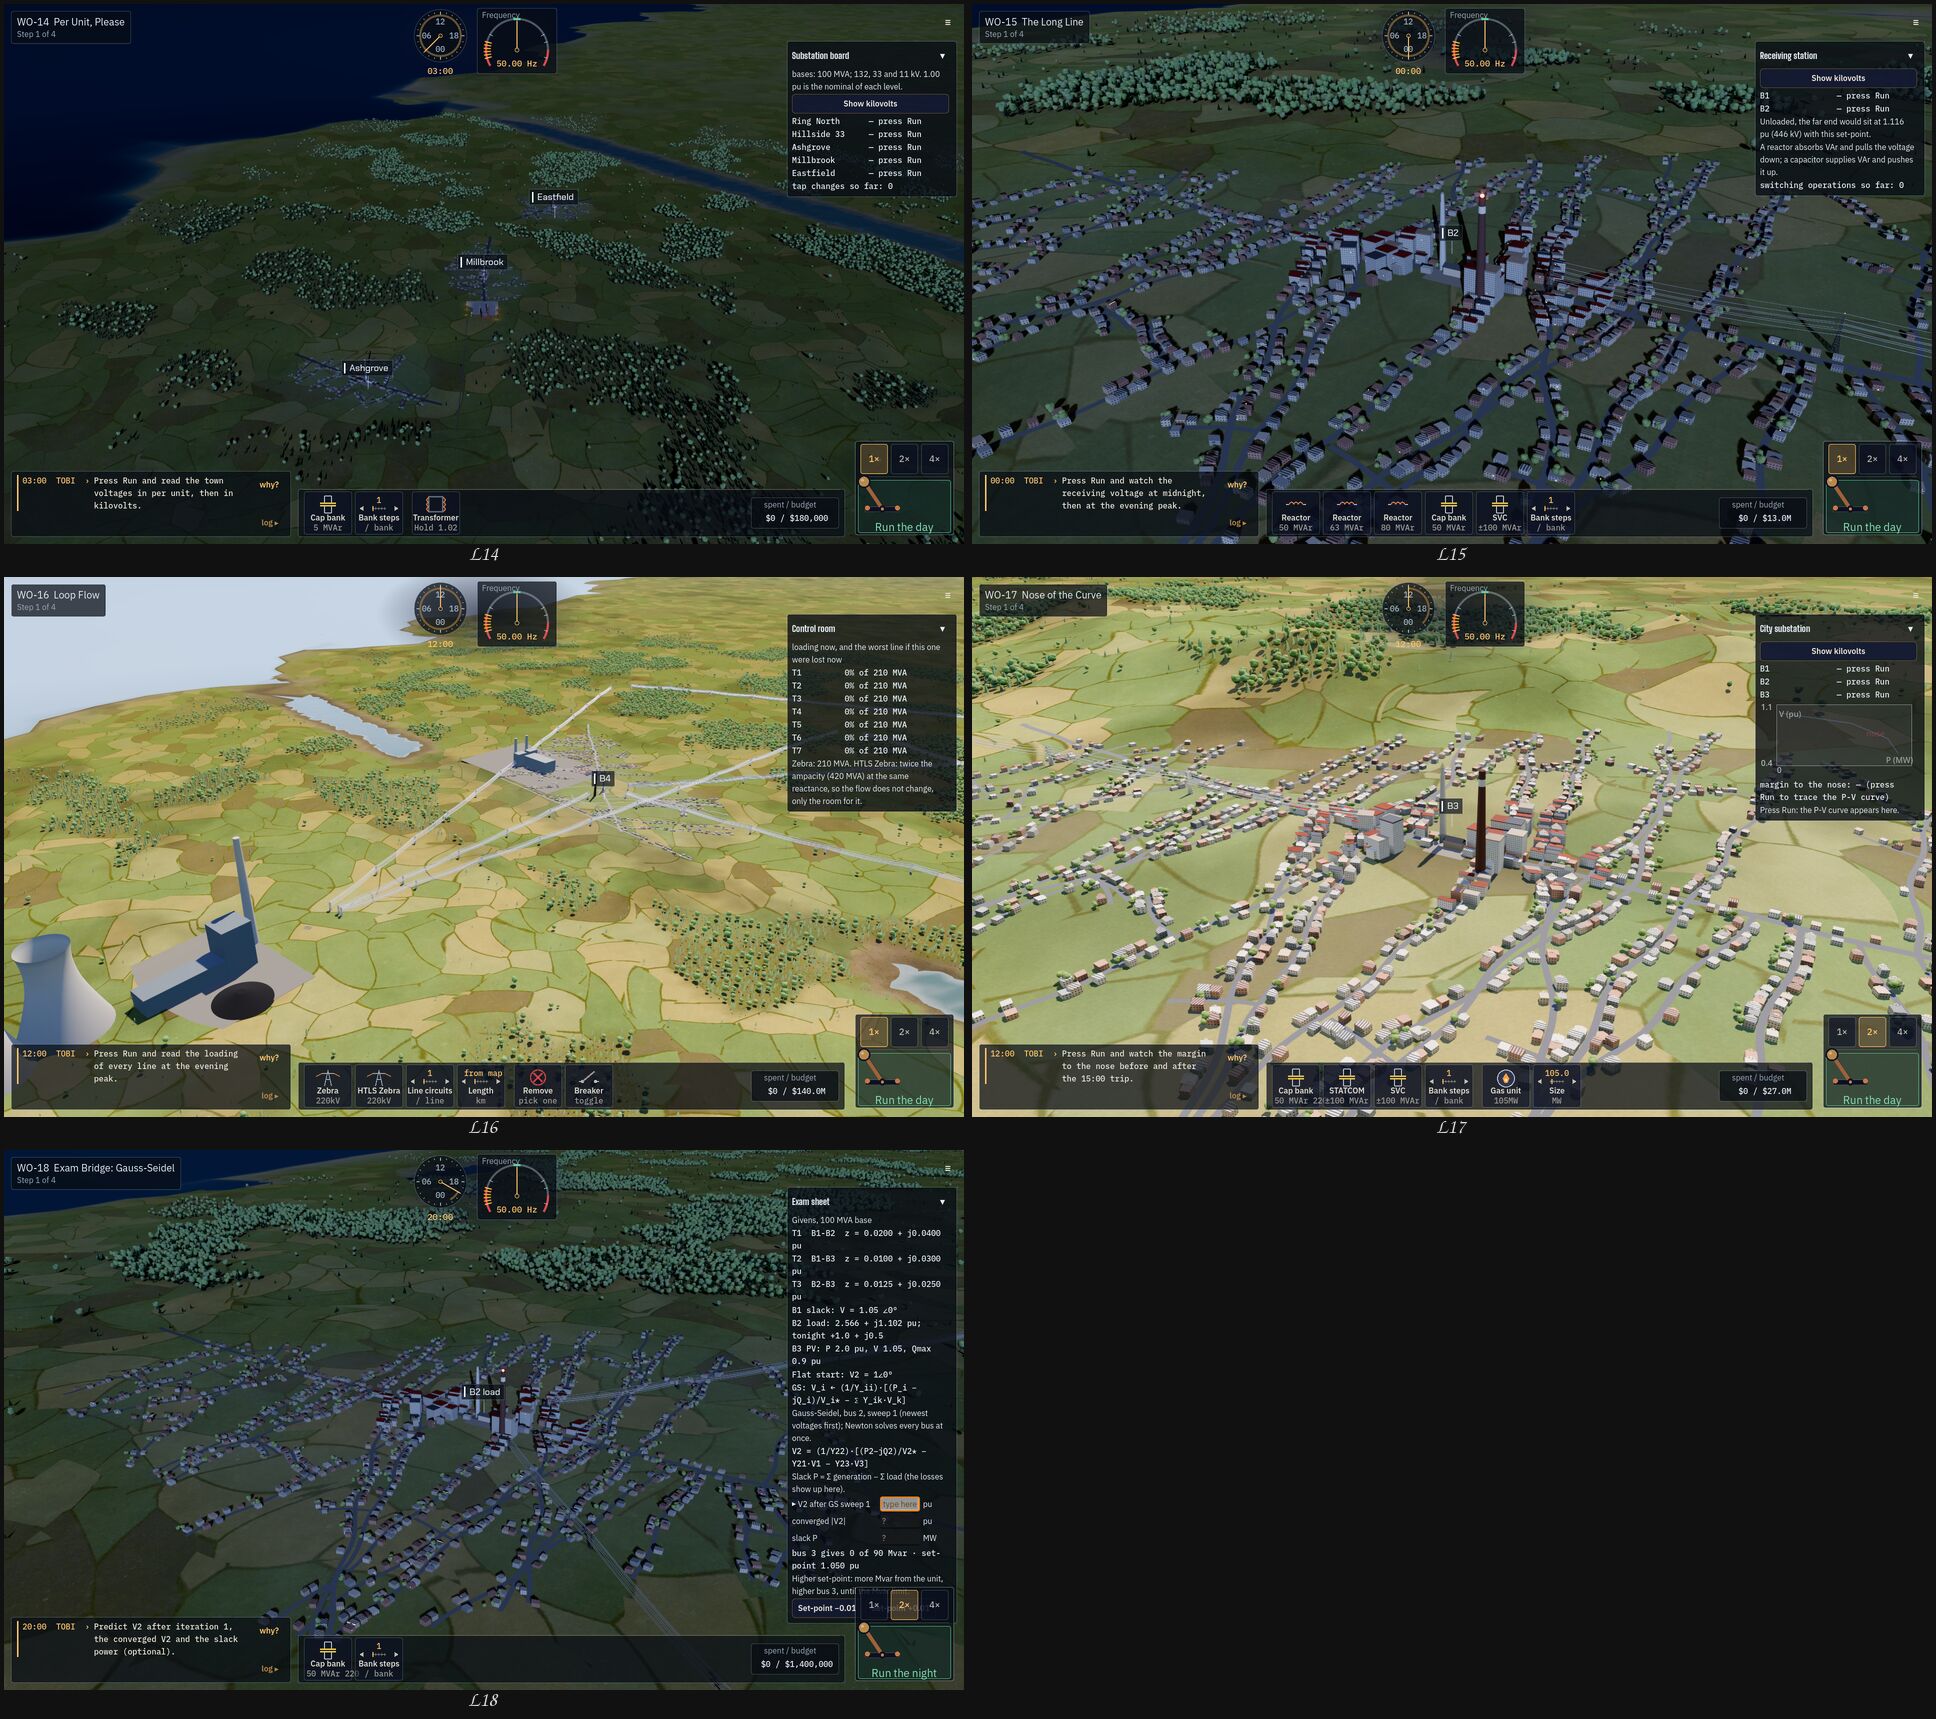 WO-14 Per Unit, Please
Step 1 of 4
12
06 18
00
03:00
Frequency
50.00 Hz
≡
Substation board ▼
bases: 100 MVA; 132, 33 and 11 kV. 1.00
pu is the nominal of each level.
Show kilovolts
Ring North — press Run
Hillside 33 — press Run
Ashgrove — press Run
Millbrook — press Run
Eastfield — press Run
tap changes so far: 0
Eastfield
Millbrook
Ashgrove
03:00 TOBI › Press Run and read the town
voltages in per unit, then in
kilovolts.
why?
log ▸
Cap bank
5 MVAr
1
Bank steps
/ bank
Transformer
Hold 1.02
spent / budget
$0 / $180,000
1× 2× 4×
Run the day
L14
WO-15 The Long Line
Step 1 of 4
12
06 18
00
00:00
Frequency
50.00 Hz
≡
Receiving station ▼
Show kilovolts
B1 — press Run
B2 — press Run
Unloaded, the far end would sit at 1.116
pu (446 kV) with this set-point.
A reactor absorbs VAr and pulls the voltage
down; a capacitor supplies VAr and pushes
it up.
switching operations so far: 0
B2
00:00 TOBI › Press Run and watch the
receiving voltage at midnight,
then at the evening peak.
why?
log ▸
Reactor
50 MVAr
Reactor
63 MVAr
Reactor
80 MVAr
Cap bank
50 MVAr
SVC
±100 MVAr
1
Bank steps
/ bank
spent / budget
$0 / $13.0M
1× 2× 4×
Run the day
L15
WO-16 Loop Flow
Step 1 of 4
12
06 18
00
12:00
Frequency
50.00 Hz
≡
Control room ▼
loading now, and the worst line if this one
were lost now
T1 0% of 210 MVA
T2 0% of 210 MVA
T3 0% of 210 MVA
T4 0% of 210 MVA
T5 0% of 210 MVA
T6 0% of 210 MVA
T7 0% of 210 MVA
Zebra: 210 MVA. HTLS Zebra: twice the
ampacity (420 MVA) at the same
reactance, so the flow does not change,
only the room for it.
B4
12:00 TOBI › Press Run and read the loading
of every line at the evening
peak.
why?
log ▸
Zebra
220kV
HTLS Zebra
220kV
1
Line circuits
/ line
from map
Length
km
Remove
pick one
Breaker
toggle
spent / budget
$0 / $140.0M
1× 2× 4×
Run the day
L16
WO-17 Nose of the Curve
Step 1 of 4
12
06 18
00
12:00
Frequency
50.00 Hz
≡
City substation ▼
Show kilovolts
B1 — press Run
B2 — press Run
B3 — press Run
1.1
V (pu)
nose
0.4
P (MW)
0
margin to the nose: — (press
Run to trace the P-V curve)
Press Run: the P-V curve appears here.
B3
12:00 TOBI › Press Run and watch the margin
to the nose before and after
the 15:00 trip.
why?
log ▸
Cap bank
50 MVAr 22
STATCOM
±100 MVAr
SVC
±100 MVAr
1
Bank steps
/ bank
Gas unit
105MW
105.0
Size
MW
spent / budget
$0 / $27.0M
1× 2× 4×
Run the day
L17
WO-18 Exam Bridge: Gauss-Seidel
Step 1 of 4
12
06 18
00
20:00
Frequency
50.00 Hz
≡
Exam sheet ▼
Givens, 100 MVA base
T1 B1-B2 z = 0.0200 + j0.0400
pu
T2 B1-B3 z = 0.0100 + j0.0300
pu
T3 B2-B3 z = 0.0125 + j0.0250
pu
B1 slack: V = 1.05 ∠0°
B2 load: 2.566 + j1.102 pu;
tonight +1.0 + j0.5
B3 PV: P 2.0 pu, V 1.05, Qmax
0.9 pu
Flat start: V2 = 1∠0°
GS: V_i ← (1/Y_ii)·[(P_i −
jQ_i)/V_i∗ − Σ Y_ik·V_k]
Gauss-Seidel, bus 2, sweep 1 (newest
voltages first); Newton solves every bus at
once.
V2 = (1/Y22)·[(P2−jQ2)/V2∗ −
Y21·V1 − Y23·V3]
Slack P = Σ generation − Σ load (the losses
show up here).
▸ V2 after GS sweep 1 type here pu
converged |V2| ? pu
slack P ? MW
bus 3 gives 0 of 90 Mvar · set-
point 1.050 pu
Higher set-point: more Mvar from the unit,
higher bus 3, until
Set-point −0.01
B2 load
20:00 TOBI › Predict V2 after iteration 1,
the converged V2 and the slack
power (optional).
why?
log ▸
Cap bank
50 MVAr 220
1
Bank steps
/ bank
spent / budget
$0 / $1,400,000
1× 2× 4×
Run the night
L18